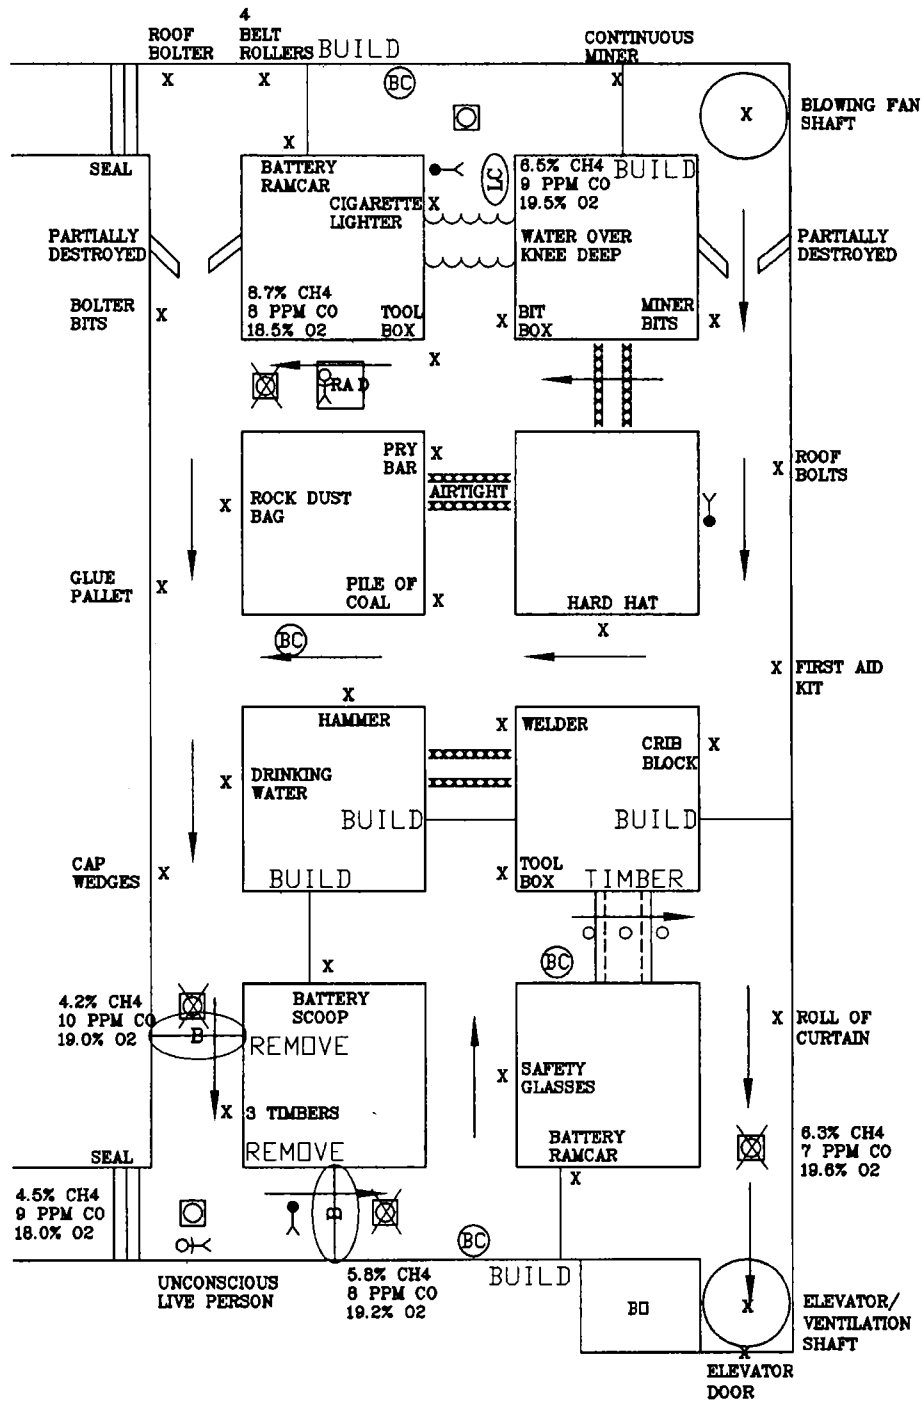 4
ROOF
BOLTER
BELT
ROLLERS
BUILD
CONTINUOUS
MINER
X
X
BC
X
X
BLOWING FAN
SHAFT
X
SEAL
BATTERY
RAMCAR
LC
6.5% CH4
9 PPM CO
19.5% O2
BUILD
CIGARETTE
LIGHTER
X
PARTIALLY
DESTROYED
WATER OVER
KNEE DEEP
PARTIALLY
DESTROYED
8.7% CH4
8 PPM CO
18.5% O2
BOLTER
BITS
X
TOOL
BOX
X
BIT
BOX
MINER
BITS
X
X
RAD
PRY
BAR
X
X
ROOF
BOLTS
X
ROCK DUST
BAG
AIRTIGHT
GLUE
PALLET
X
PILE OF
COAL
X
HARD HAT
X
BC
X
FIRST AID
KIT
X
HAMMER
X
WELDER
CRIB
BLOCK
X
X
DRINKING
WATER
BUILD
BUILD
CAP
WEDGES
X
BUILD
X
TOOL
BOX
TIMBER
BC
X
BATTERY
SCOOP
4.2% CH4
10 PPM CO
19.0% O2
B
REMOVE
X
ROLL OF
CURTAIN
X
SAFETY
GLASSES
X
3 TIMBERS
REMOVE
BATTERY
RAMCAR
X
6.3% CH4
7 PPM CO
19.6% O2
SEAL
4.5% CH4
9 PPM CO
18.0% O2
B
BC
UNCONSCIOUS
LIVE PERSON
5.8% CH4
8 PPM CO
19.2% O2
BUILD
BO
X
ELEVATOR/
VENTILATION
SHAFT
X
ELEVATOR
DOOR